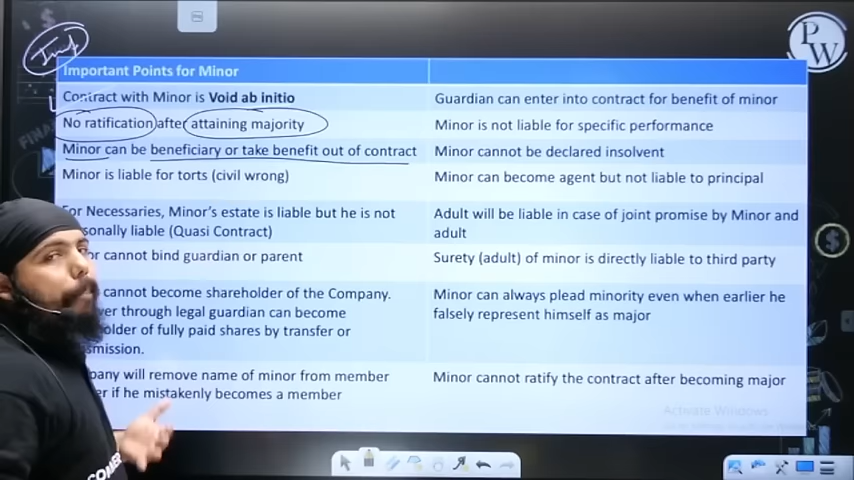 Imp
PW
Important Points for Minor
Contract with Minor is Void ab initio
Guardian can enter into contract for benefit of minor
No ratification after attaining majority
Minor is not liable for specific performance
Minor can be beneficiary or take benefit out of contract
Minor cannot be declared insolvent
Minor is liable for torts (civil wrong)
Minor can become agent but not liable to principal
For Necessaries, Minor's estate is liable but he is not
sonally liable (Quasi Contract)
Adult will be liable in case of joint promise by Minor and
adult
or cannot bind guardian or parent
Surety (adult) of minor is directly liable to third party
cannot become shareholder of the Company.
ver through legal guardian can become
holder of fully paid shares by transfer or
smission.
Minor can always plead minority even when earlier he
falsely represent himself as major
pany will remove name of minor from member
er if he mistakenly becomes a member
Minor cannot ratify the contract after becoming major
Activate Windows